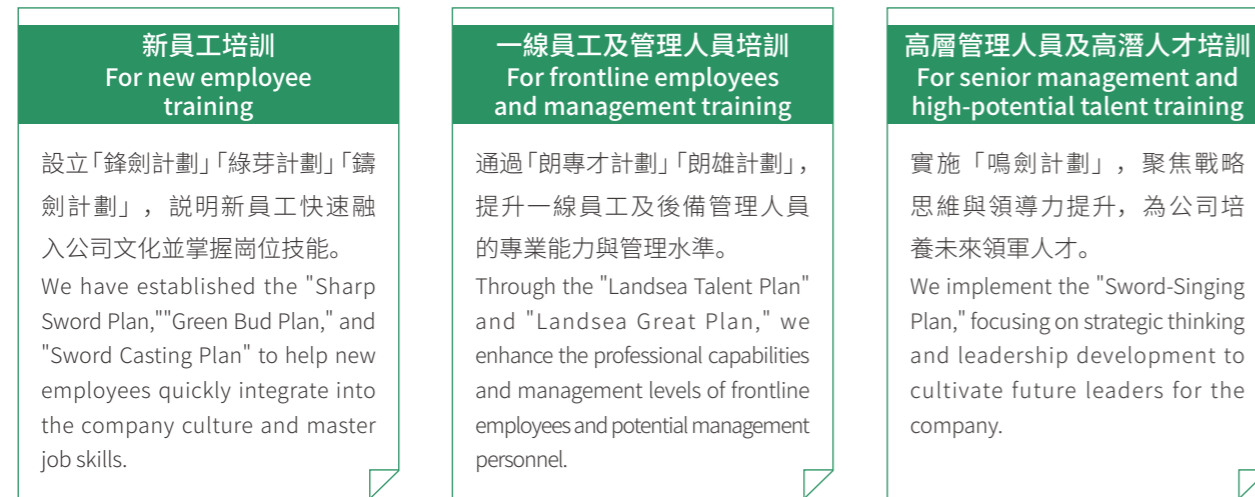 新員工培訓
For new employee
training
設立「鋒劍計劃」「綠芽計劃」「鑄
劍計劃」，説明新員工快速融
入公司文化並掌握崗位技能。
We have established the "Sharp
Sword Plan,""Green Bud Plan," and
"Sword Casting Plan" to help new
employees quickly integrate into
the company culture and master
job skills.
一線員工及管理人員培訓
For frontline employees
and management training
通過「朗專才計劃」「朗雄計劃」，
提升一線員工及後備管理人員
的專業能力與管理水準。
Through the "Landsea Talent Plan"
and "Landsea Great Plan," we
enhance the professional capabilities
and management levels of frontline
employees and potential management
personnel.
高層管理人員及高潛人才培訓
For senior management and
high-potential talent training
實施「鳴劍計劃」，聚焦戰略
思維與領導力提升，為公司培
養未來領軍人才。
We implement the "Sword-Singing
Plan," focusing on strategic thinking
and leadership development to
cultivate future leaders for the
company.